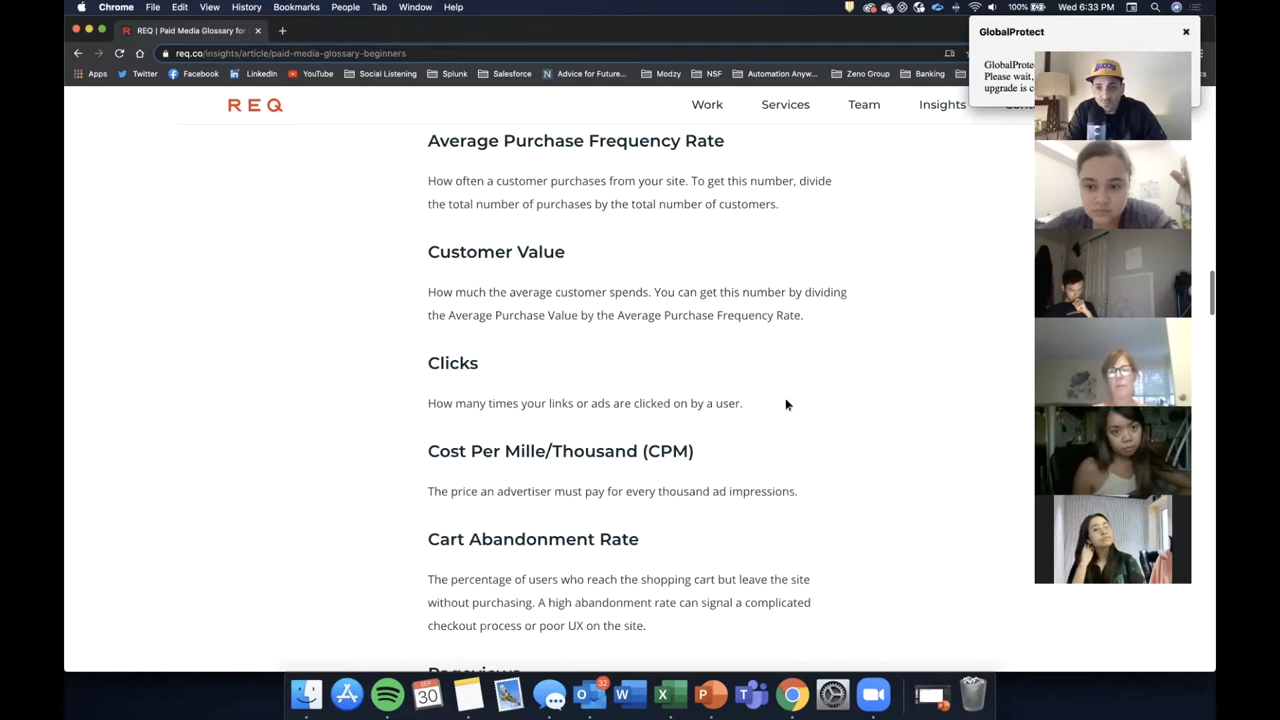 Chrome File Edit View History Bookmarks People Tab Window Help
100% Wed 6:33 PM
REQ | Paid Media Glossary for
req.co/insights/article/paid-media-glossary-beginners
Apps Twitter Facebook LinkedIn YouTube Social Listening Splunk Salesforce Advice for Future... Modzy NSF Automation Anyw... Zeno Group Banking
GlobalProtect
Please wait,
upgrade is
REQ
Work Services Team Insights
Average Purchase Frequency Rate
How often a customer purchases from your site. To get this number, divide
the total number of purchases by the total number of customers.
Customer Value
How much the average customer spends. You can get this number by dividing
the Average Purchase Value by the Average Purchase Frequency Rate.
Clicks
How many times your links or ads are clicked on by a user.
Cost Per Mille/Thousand (CPM)
The price an advertiser must pay for every thousand ad impressions.
Cart Abandonment Rate
The percentage of users who reach the shopping cart but leave the site
without purchasing. A high abandonment rate can signal a complicated
checkout process or poor UX on the site.
SEP
30
32